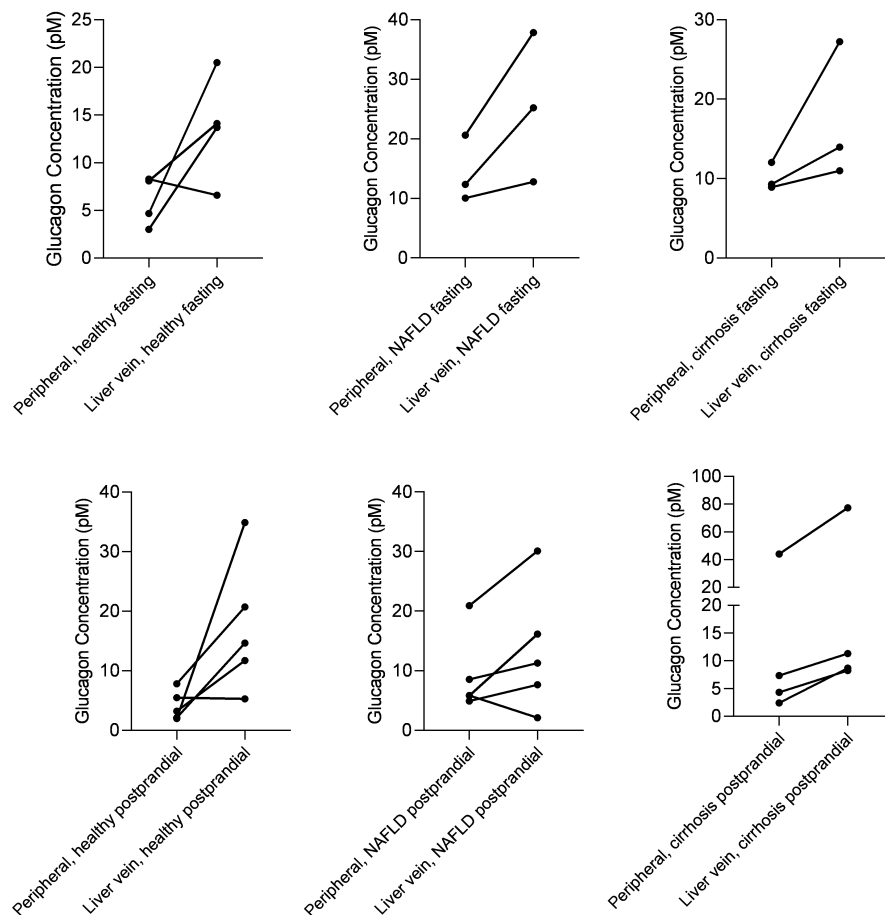 Glucagon Concentration (pM)
25
20
15
10
5
0
Peripheral, healthy fasting
Liver vein, healthy fasting
Glucagon Concentration (pM)
40
30
20
10
0
Peripheral, NAFLD fasting
Liver vein, NAFLD fasting
Glucagon Concentration (pM)
30
20
10
0
Peripheral, cirrhosis fasting
Liver vein, cirrhosis fasting
Glucagon Concentration (pM)
40
30
20
10
0
Peripheral, healthy postprandial
Liver vein, healthy postprandial
Glucagon Concentration (pM)
40
30
20
10
0
Peripheral, NAFLD postprandial
Liver vein, NAFLD postprandial
Glucagon Concentration (pM)
100
80
60
40
20
20
15
10
5
0
Peripheral, cirrhosis postprandial
Liver vein, cirrhosis postprandial